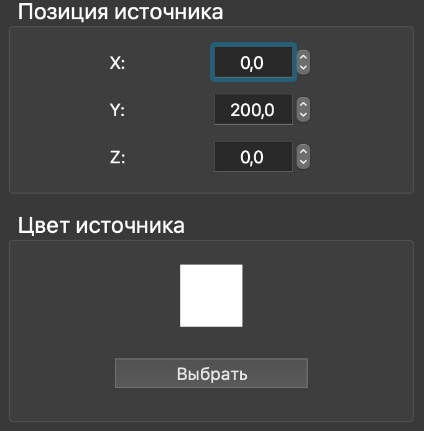 Позиция источника
X: 0,0
Y: 200,0
Z: 0,0
Цвет источника
Выбрать